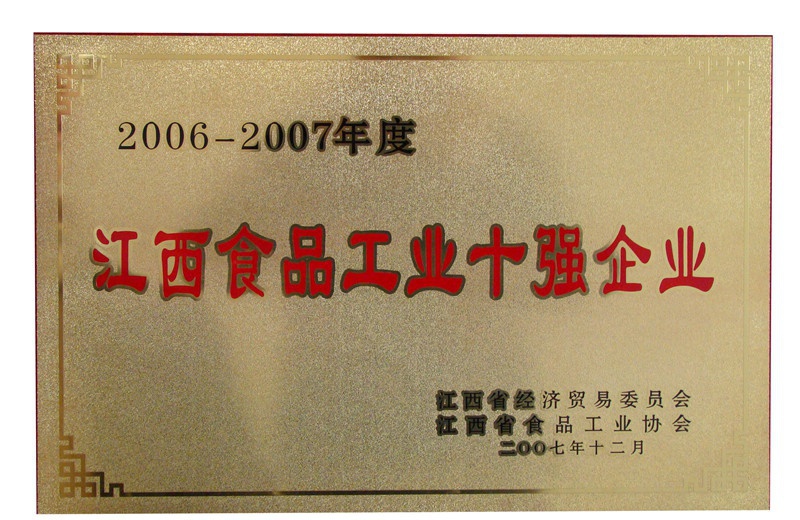 2006-2007年度
江西食品工业十强企业
江西省经济贸易委员会
江西省食品工业协会
二OO七年十二月